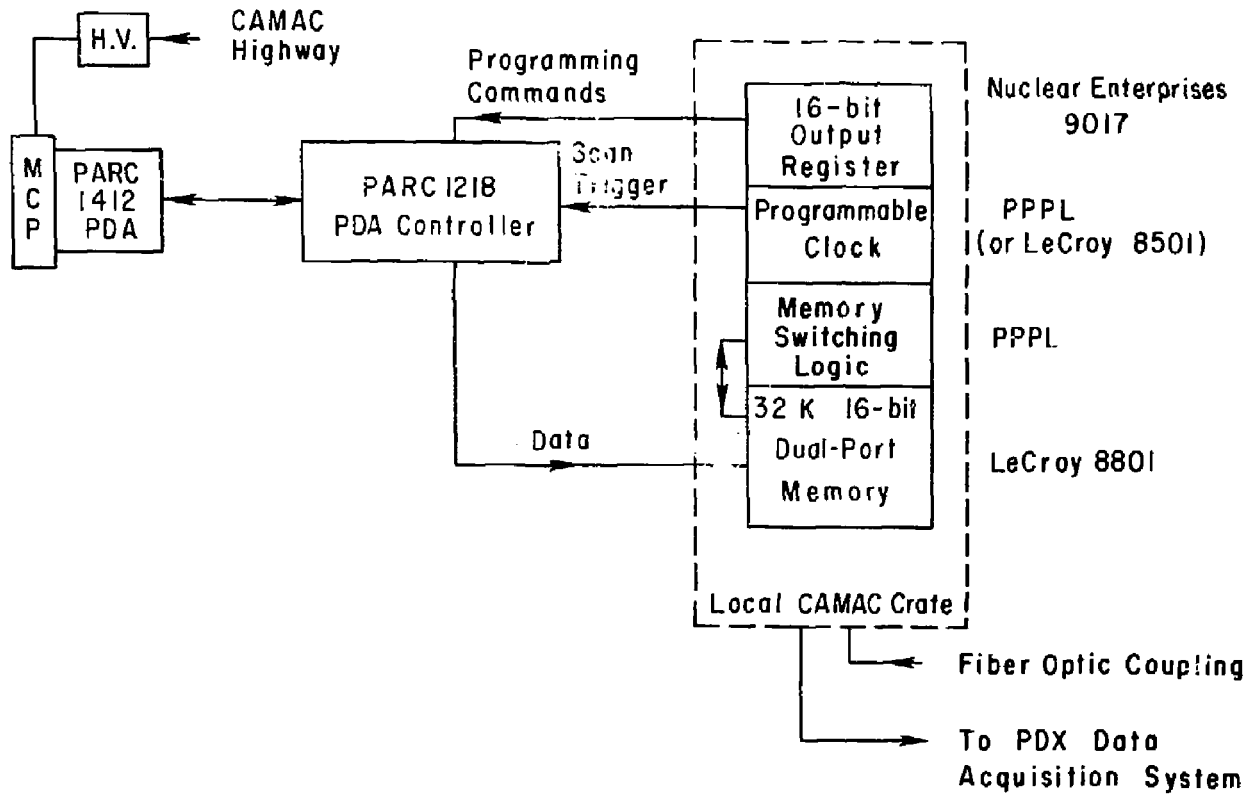 H.V.
CAMAC
Highway
MCP
PARC
1412
PDA
Programming
Commands
PARC 1218
PDA Controller
Scan
Trigger
Data
16-bit
Output
Register
Programmable
Clock
Memory
Switching
Logic
32 K 16-bit
Dual-Port
Memory
Local CAMAC Crate
Nuclear Enterprises
9017
PPPL
(or LeCroy 8501)
PPPL
LeCroy 8801
Fiber Optic Coupling
To PDX Data
Acquisition System